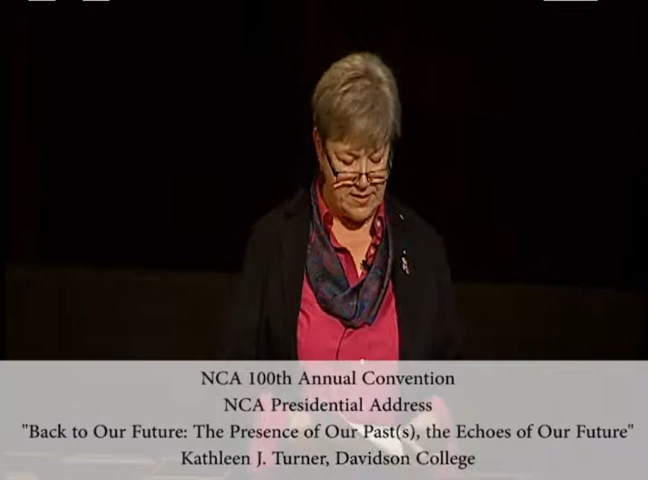 NCA 100th Annual Convention
NCA Presidential Address
"Back to Our Future: The Presence of Our Past(s), the Echoes of Our Future"
Kathleen J. Turner, Davidson College